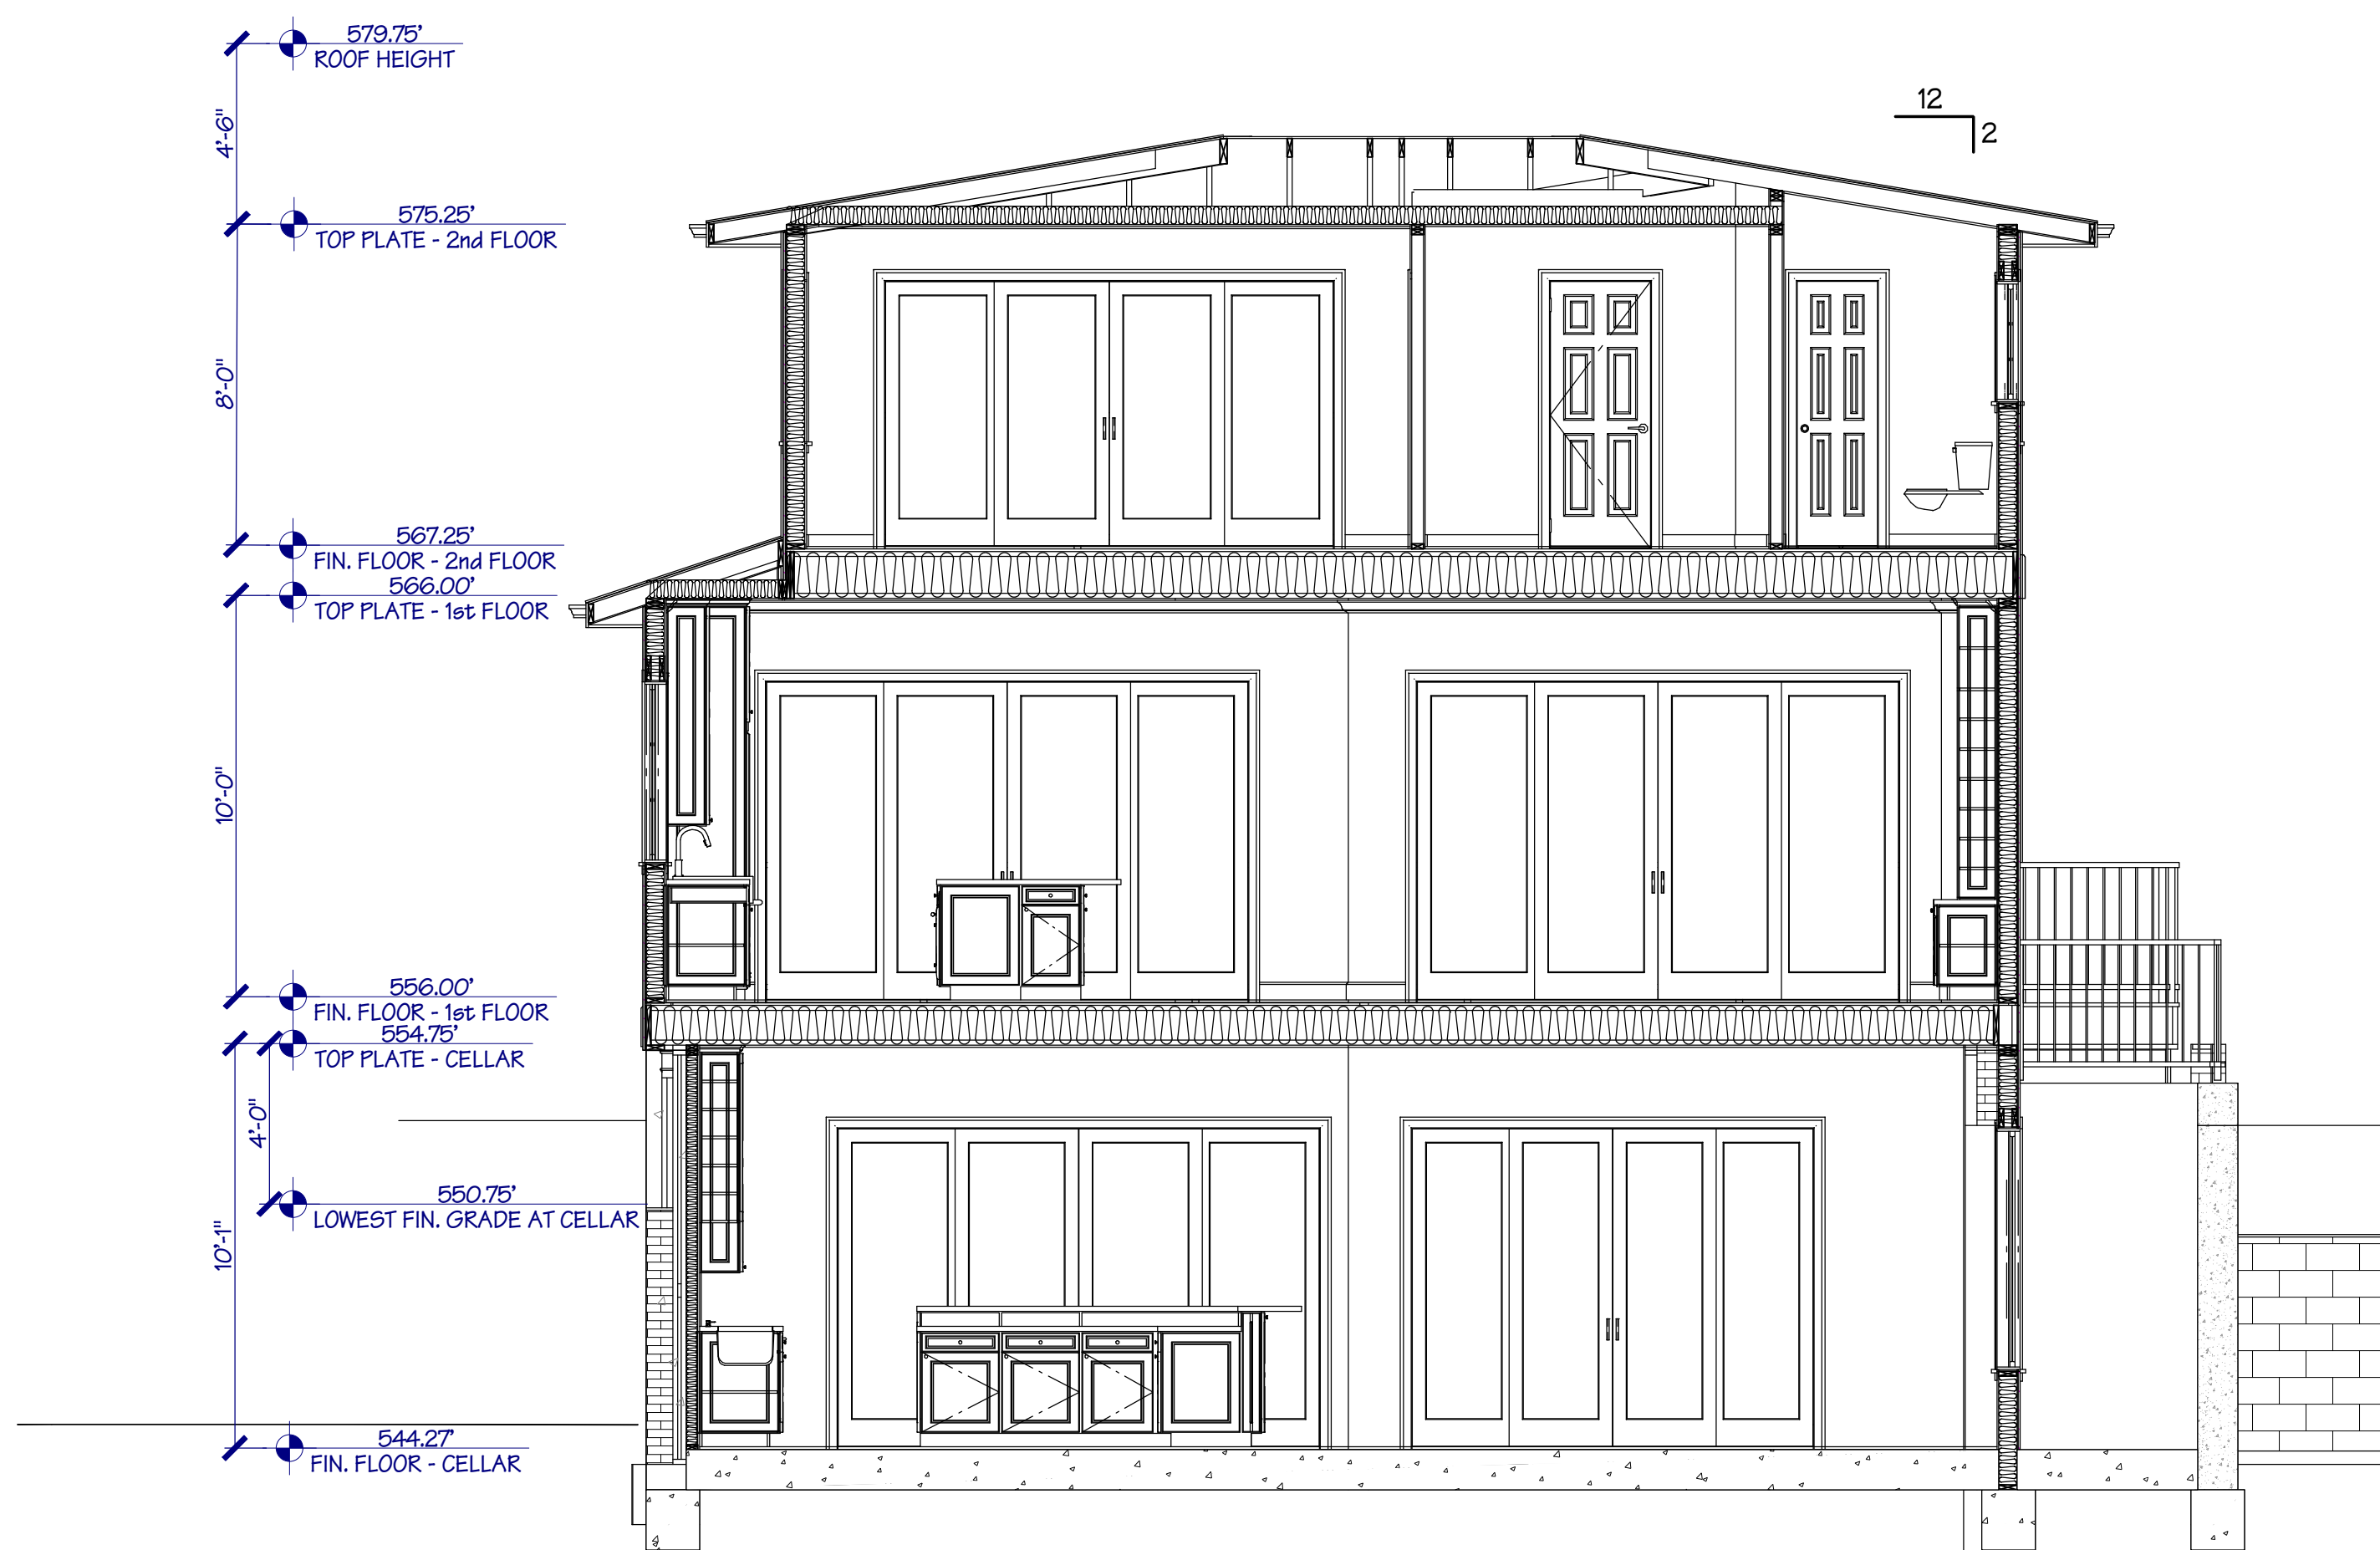 579.75'
ROOF HEIGHT
12
2
4'-6"
575.25'
TOP PLATE - 2nd FLOOR
8'-0"
567.25'
FIN. FLOOR - 2nd FLOOR
566.00'
TOP PLATE - 1st FLOOR
10'-0"
556.00'
FIN. FLOOR - 1st FLOOR
554.75'
TOP PLATE - CELLAR
4'-0"
550.75'
LOWEST FIN. GRADE AT CELLAR
10'-1"
544.27'
FIN. FLOOR - CELLAR